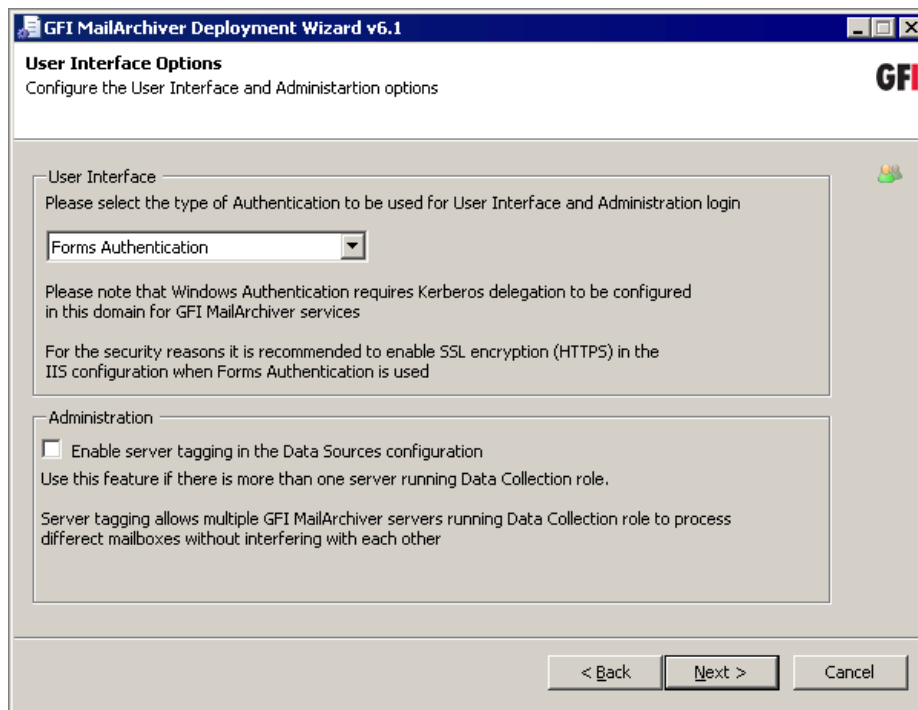 GFI MailArchiver Deployment Wizard v6.1
User Interface Options
Configure the User Interface and Administartion options
GFI
User Interface
Please select the type of Authentication to be used for User Interface and Administration login
Forms Authentication
Please note that Windows Authentication requires Kerberos delegation to be configured
in this domain for GFI MailArchiver services
For the security reasons it is recommended to enable SSL encryption (HTTPS) in the
IIS configuration when Forms Authentication is used
Administration
Enable server tagging in the Data Sources configuration
Use this feature if there is more than one server running Data Collection role.
Server tagging allows multiple GFI MailArchiver servers running Data Collection role to process
differect mailboxes without interfering with each other
< Back
Next >
Cancel